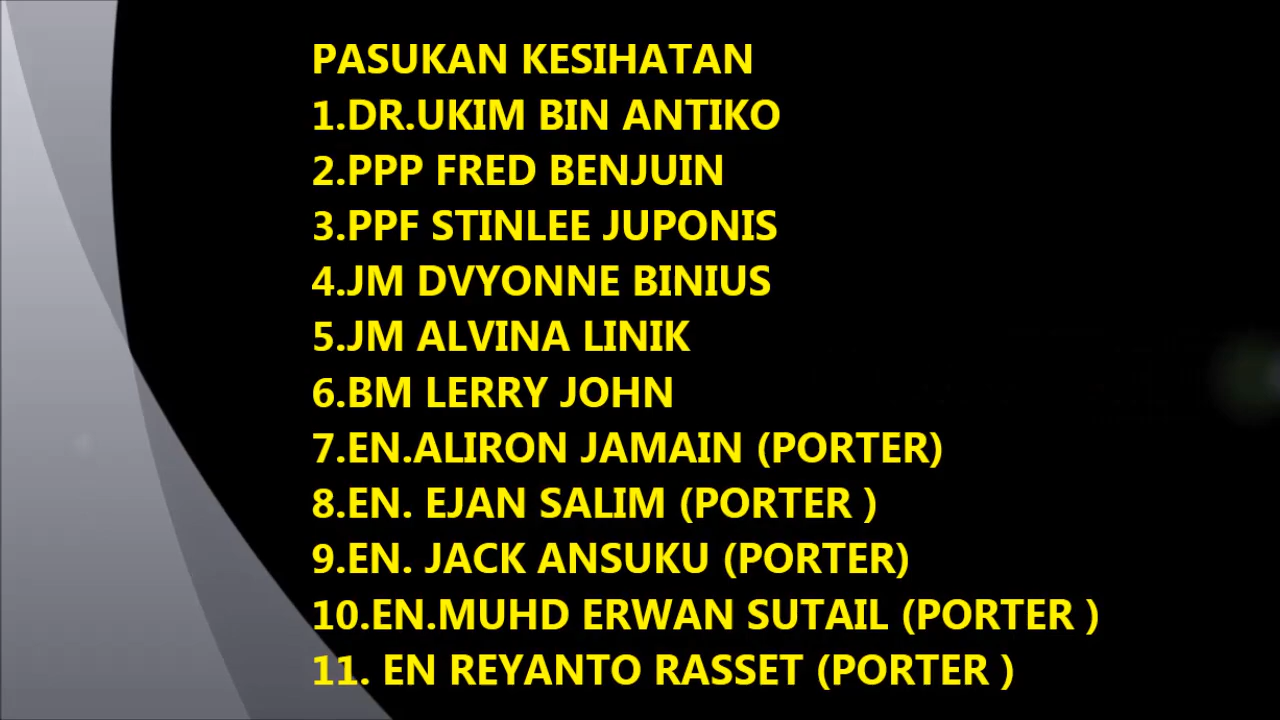 PASUKAN KESIHATAN
1.DR.UKIM BIN ANTIKO
2.PPP FRED BENJUIN
3.PPF STINLEE JUPONIS
4.JM DVYONNE BINIUS
5.JM ALVINA LINIK
6.BM LERRY JOHN
7.EN.ALIRON JAMAIN (PORTER)
8.EN. EJAN SALIM (PORTER )
9.EN. JACK ANSUKU (PORTER)
10.EN.MUHD ERWAN SUTAIL (PORTER )
11. EN REYANTO RASSET (PORTER )